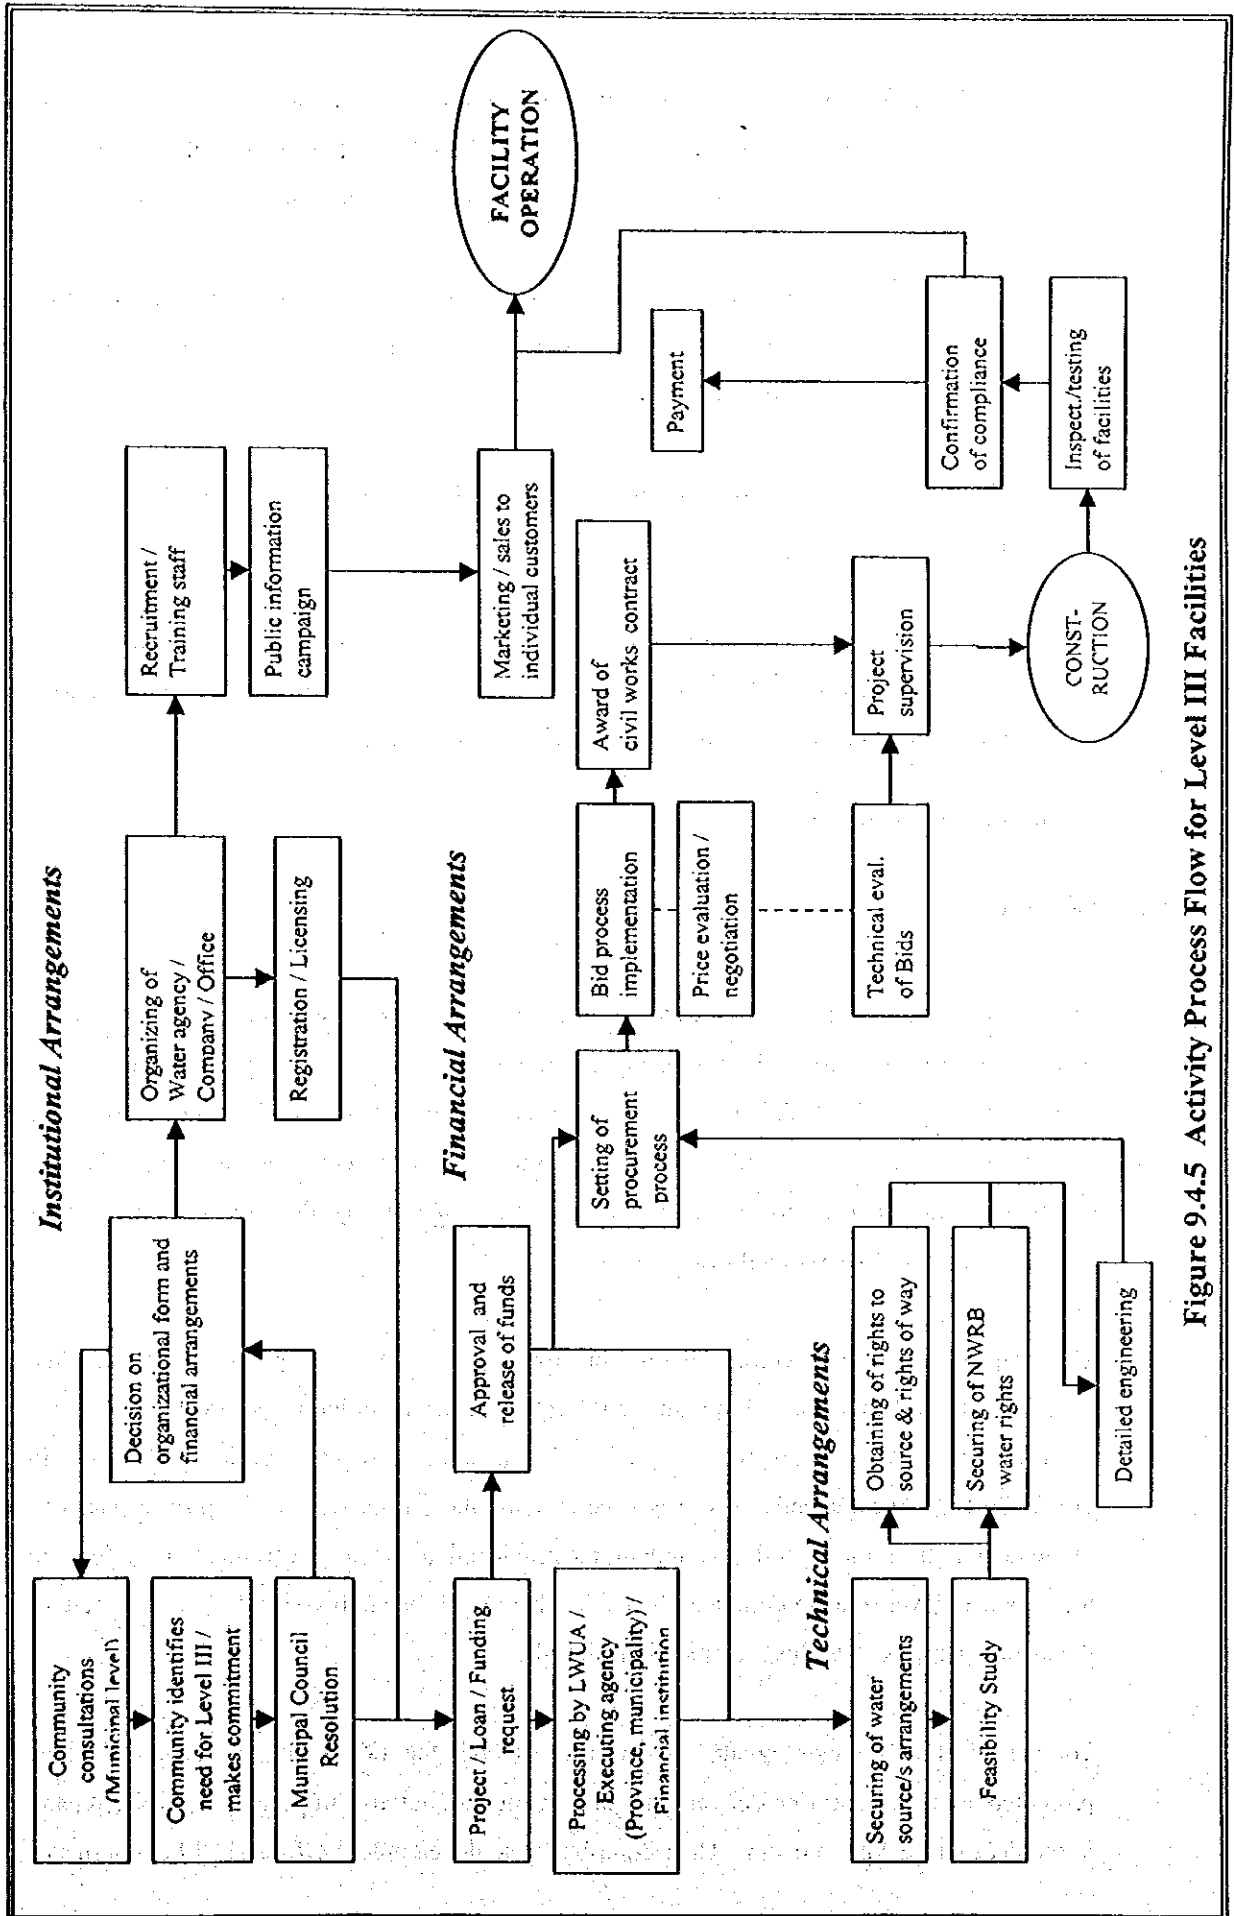 Institutional Arrangements
Community
consultations
(Municipal level)
Community identifies
need for Level III /
makes commitment
Municipal Council
Resolution
Decision on
organizational form and
financial arrangements
Organizing of
Water agency /
Company / Office
Registration / Licensing
Recruitment /
Training staff
Public information
campaign
Financial Arrangements
Project / Loan / Funding
request
Processing by LWUA /
Executing agency
(Province, municipality) /
Financial institution
Approval and
release of funds
Setting of
procurement
process
Bid process
implementation
Price evaluation /
negotiation
Technical eval.
of Bids
Award of
civil works contract
Project
supervision
Marketing / sales to
individual customers
FACILITY
OPERATION
Payment
Confirmation
of compliance
Inspect./testing
of facilities
CONST-
RUCTION
Technical Arrangements
Securing of water
source/s arrangements
Feasibility Study
Obtaining of rights to
source & rights of way
Securing of NWRB
water rights
Detailed engineering
Figure 9.4.5 Activity Process Flow for Level III Facilities